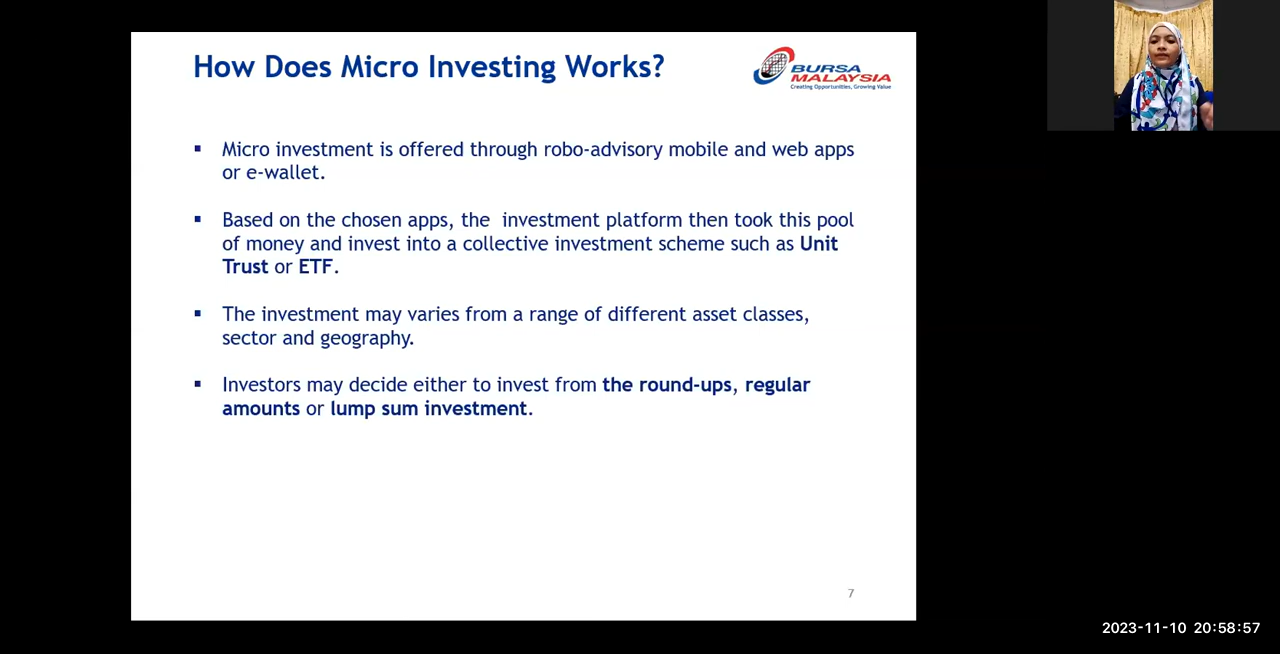 How Does Micro Investing Works?
BURSA
MALAYSIA
Creating Opportunities, Growing Value
▪ Micro investment is offered through robo-advisory mobile and web apps
or e-wallet.
▪ Based on the chosen apps, the  investment platform then took this pool
of money and invest into a collective investment scheme such as Unit
Trust or ETF.
▪ The investment may varies from a range of different asset classes,
sector and geography.
▪ Investors may decide either to invest from the round-ups, regular
amounts or lump sum investment.
7
2023-11-10 20:58:57